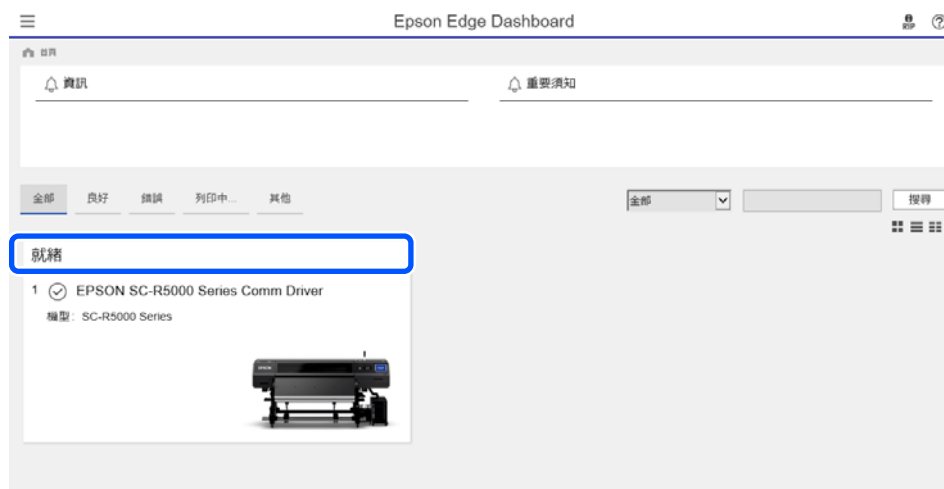 Epson Edge Dashboard
首頁
資訊
重要須知
全部
良好
錯誤
列印中...
其他
全部
搜尋
就緒
1 EPSON SC-R5000 Series Comm Driver
機型: SC-R5000 Series
EPSON